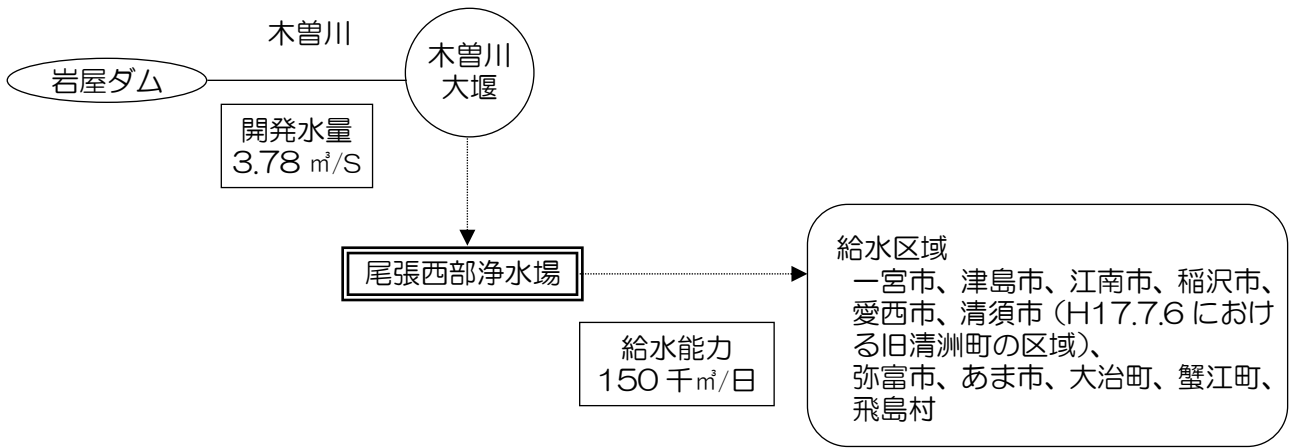 木曽川
岩屋ダム
木曽川
大堰
開発水量
3.78 ㎥/S
尾張西部浄水場
給水能力
150 千㎥/日
給水区域
一宮市、津島市、江南市、稲沢市、
愛西市、清須市（H17.7.6 におけ
る旧清洲町の区域）、
弥富市、あま市、大治町、蟹江町、
飛島村